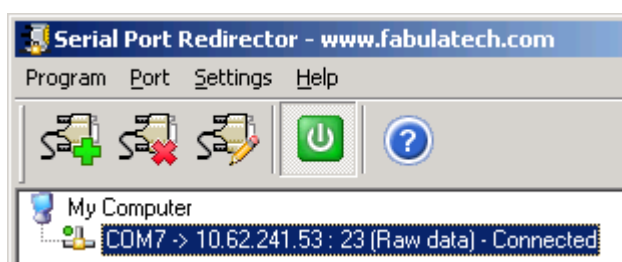 Serial Port Redirector - www.fabulatech.com
Program Port Settings Help
My Computer
COM7 -> 10.62.241.53 : 23 (Raw data) - Connected